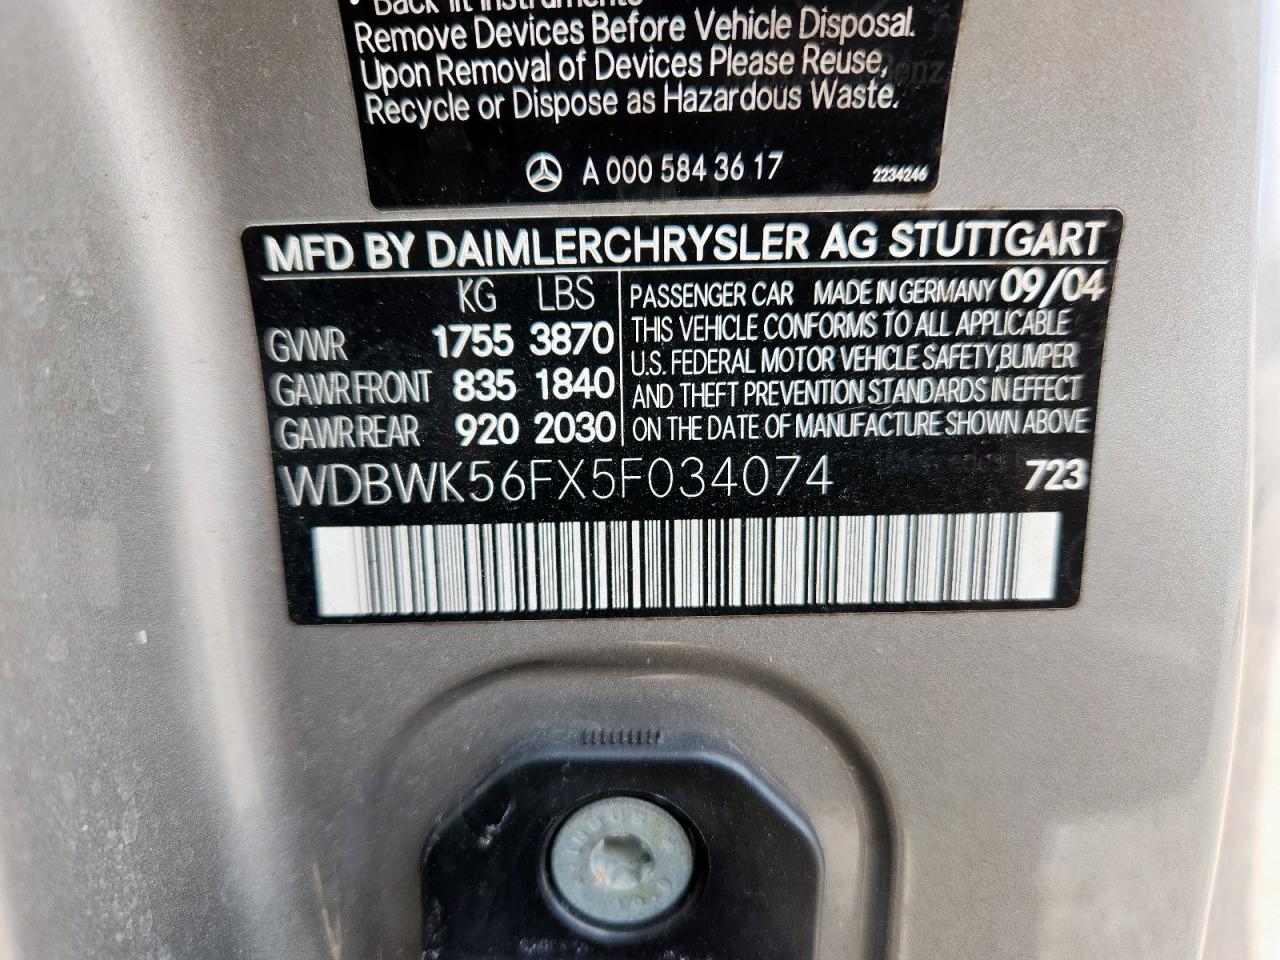 • Back lit Instruments
Remove Devices Before Vehicle Disposal.
Upon Removal of Devices Please Reuse,
Recycle or Dispose as Hazardous Waste.
A 000 584 36 17
2234246
MFD BY DAIMLERCHRYSLER AG STUTTGART
KG LBS
GVWR 1755 3870
GAWR FRONT 835 1840
GAWR REAR 920 2030
PASSENGER CAR MADE IN GERMANY 09/04
THIS VEHICLE CONFORMS TO ALL APPLICABLE
U.S. FEDERAL MOTOR VEHICLE SAFETY,BUMPER
AND THEFT PREVENTION STANDARDS IN EFFECT
ON THE DATE OF MANUFACTURE SHOWN ABOVE
WDBWK56FX5F034074 723